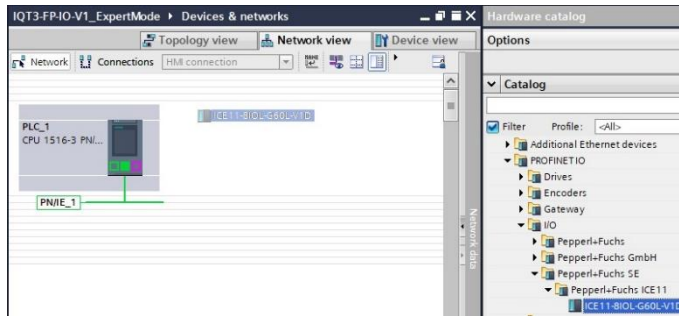 IQT3-FP-IO-V1_ExpertMode ▸ Devices & networks
Hardware catalog
Topology view
Network view
Device view
Options
Network
Connections
HMI connection
Catalog
ICE11-8IOL-G60L-V1D
PLC_1
CPU 1516-3 PN/...
PN/IE_1
Network data
Filter
Profile:
<All>
Additional Ethernet devices
PROFINET IO
Drives
Encoders
Gateway
I/O
Pepperl+Fuchs
Pepperl+Fuchs GmbH
Pepperl+Fuchs SE
Pepperl+Fuchs ICE11
ICE11-8IOL-G60L-V1D